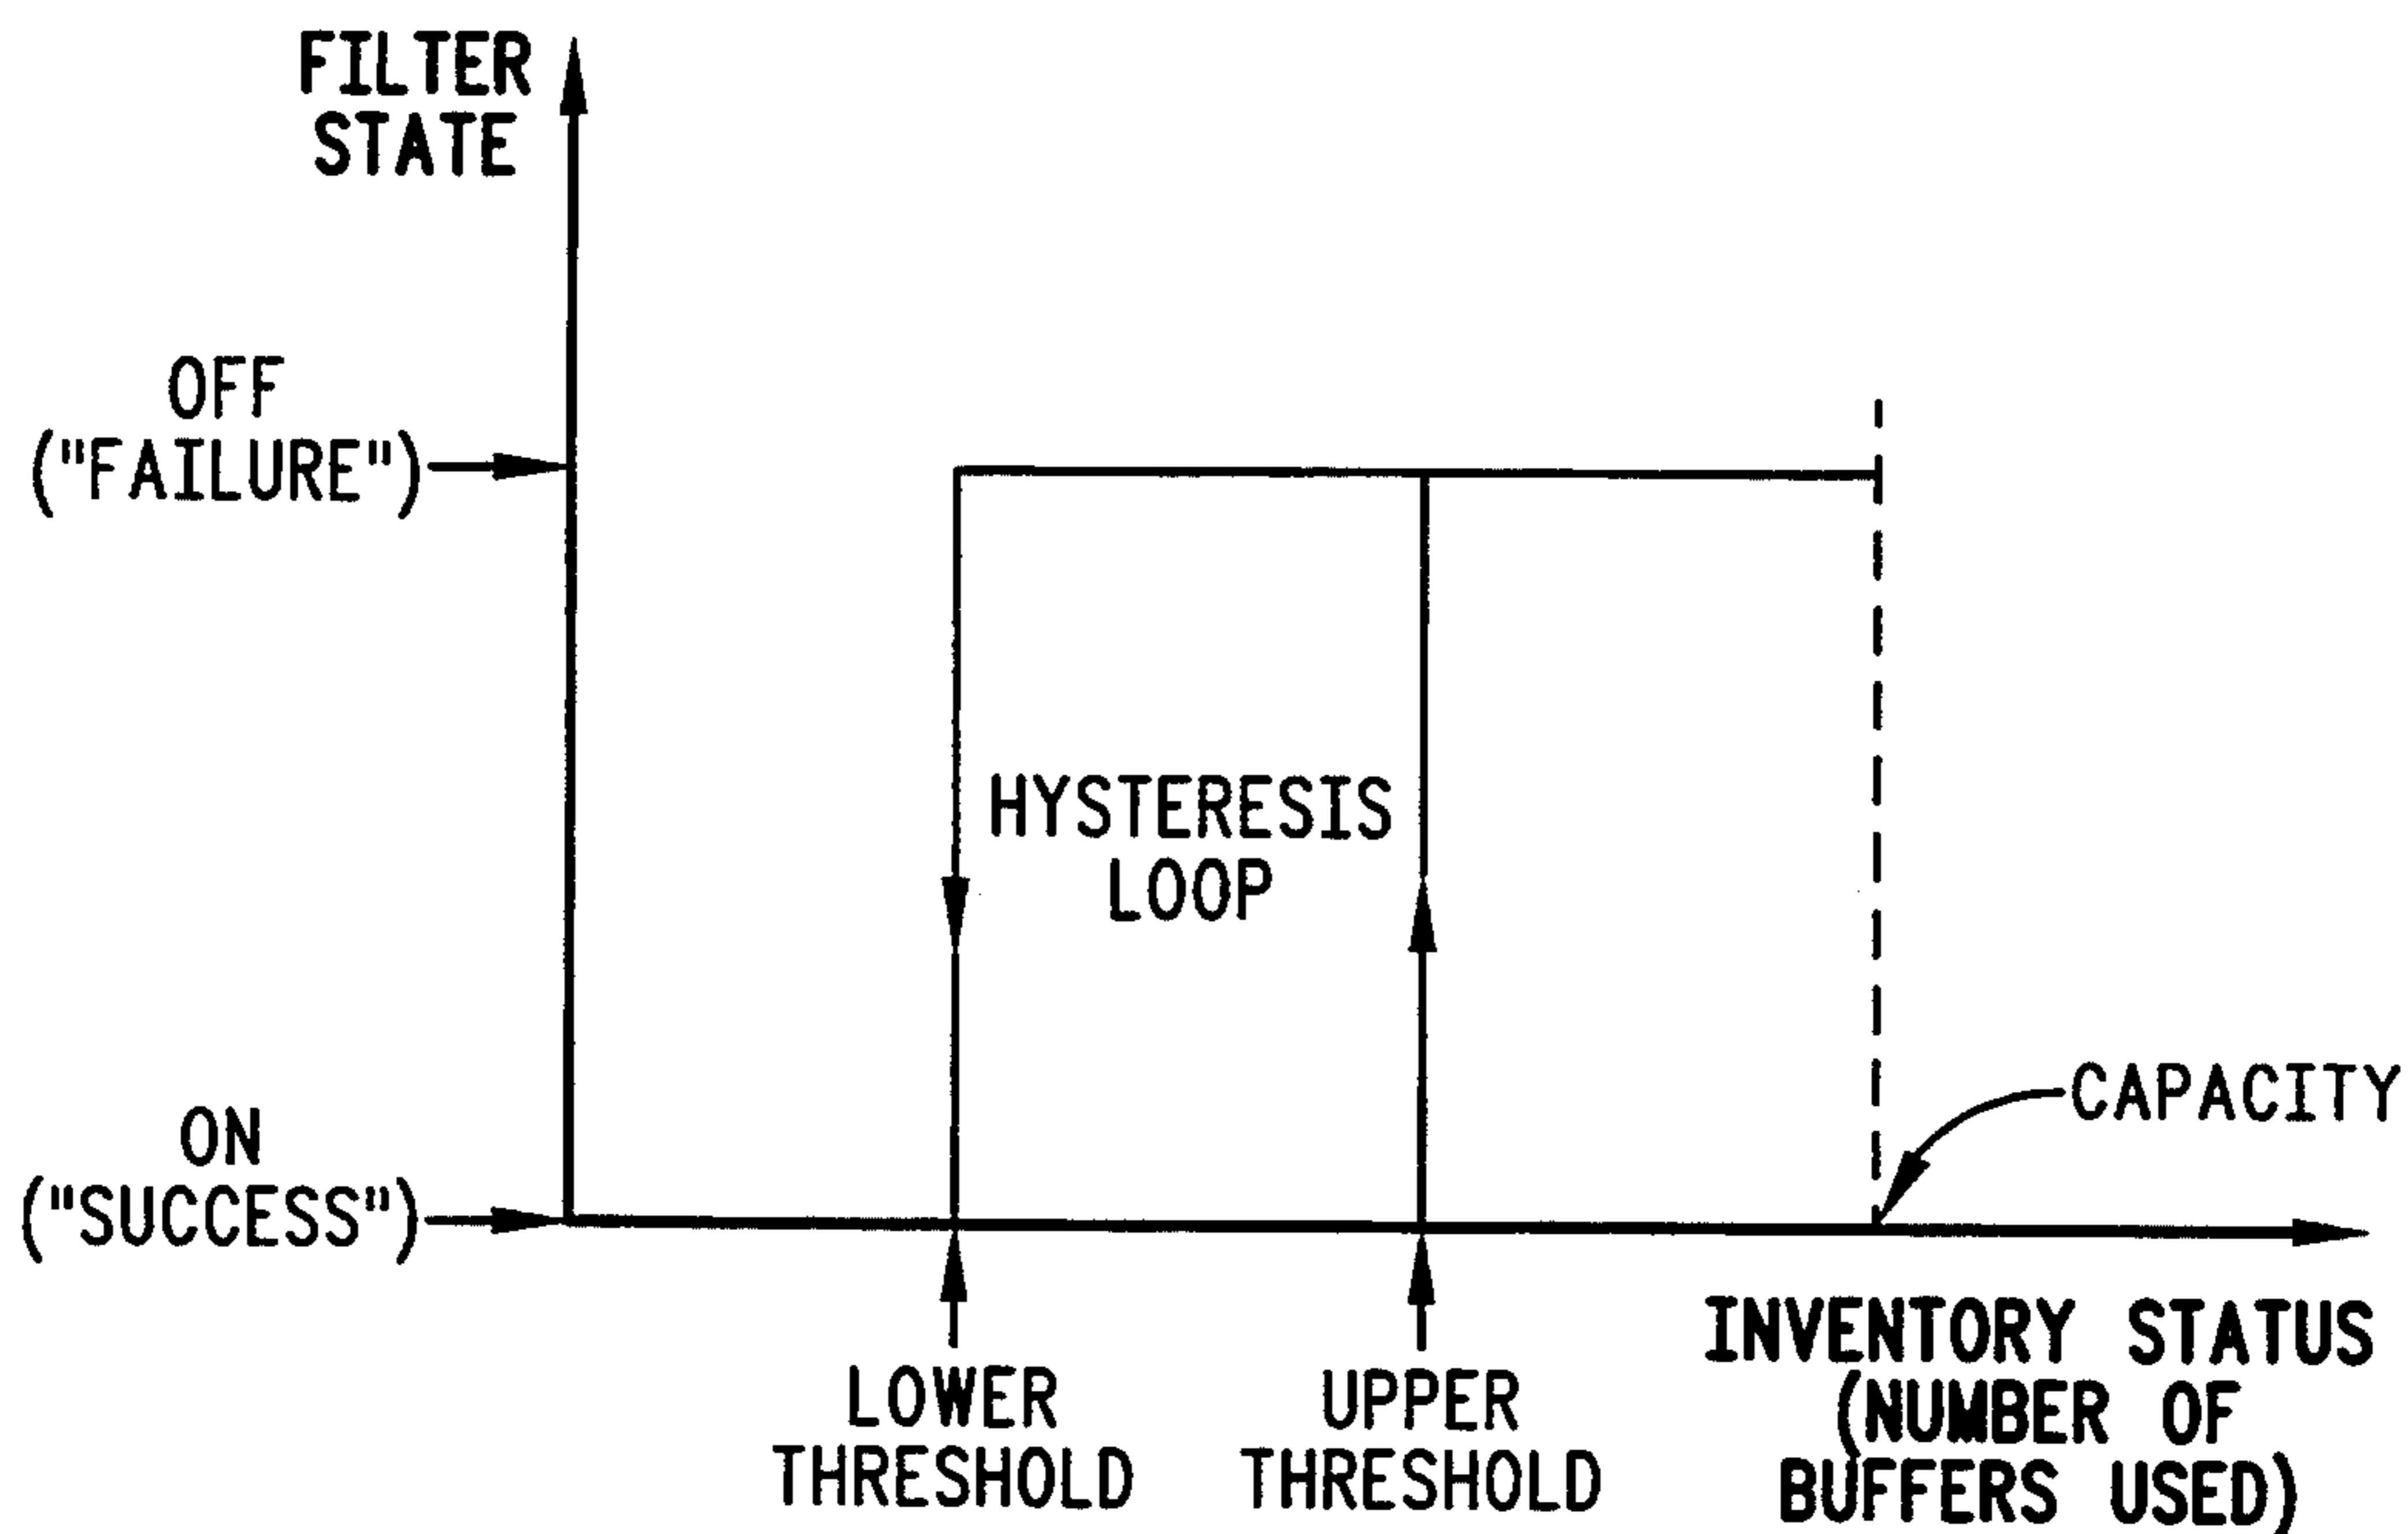 FILTER
STATE
OFF
("FAILURE")
HYSTERESIS
LOOP
ON
("SUCCESS")
CAPACITY
LOWER
THRESHOLD
UPPER
THRESHOLD
INVENTORY STATUS
(NUMBER OF
BUFFERS USED)